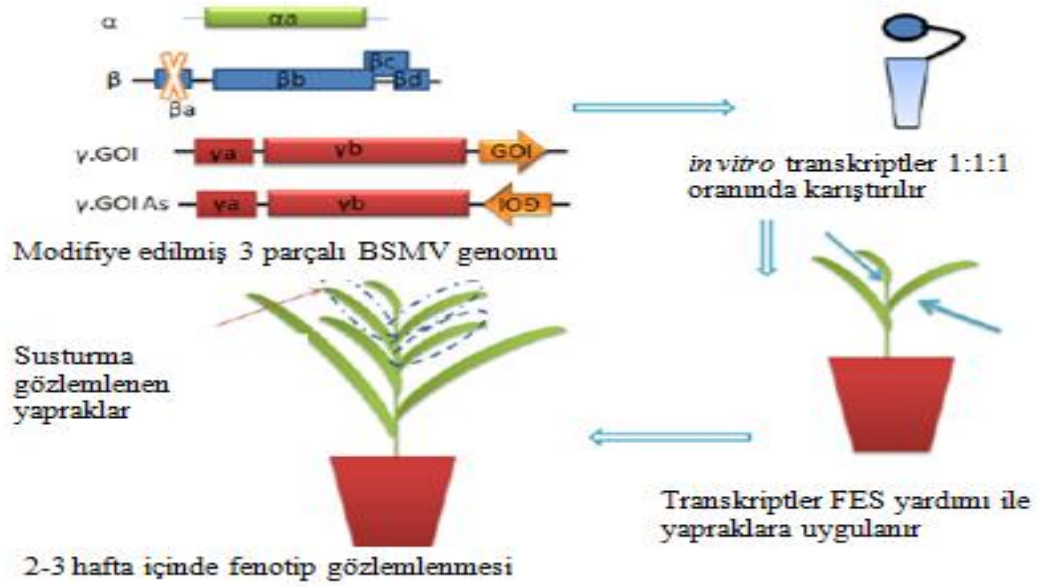 α
αa
β
βa
βb
βc
βd
γ.GOI
γa
γb
GOI
γ.GOI As
γa
γb
GOI
Modifiye edilmiş 3 parçalı BSMV genomu
in vitro transkriptler 1:1:1
oranında karıştırılır
Transkriptler FES yardımı ile
yapraklara uygulanır
Susturma
gözlemlenen
yapraklar
2-3 hafta içinde fenotip gözlemlenmesi